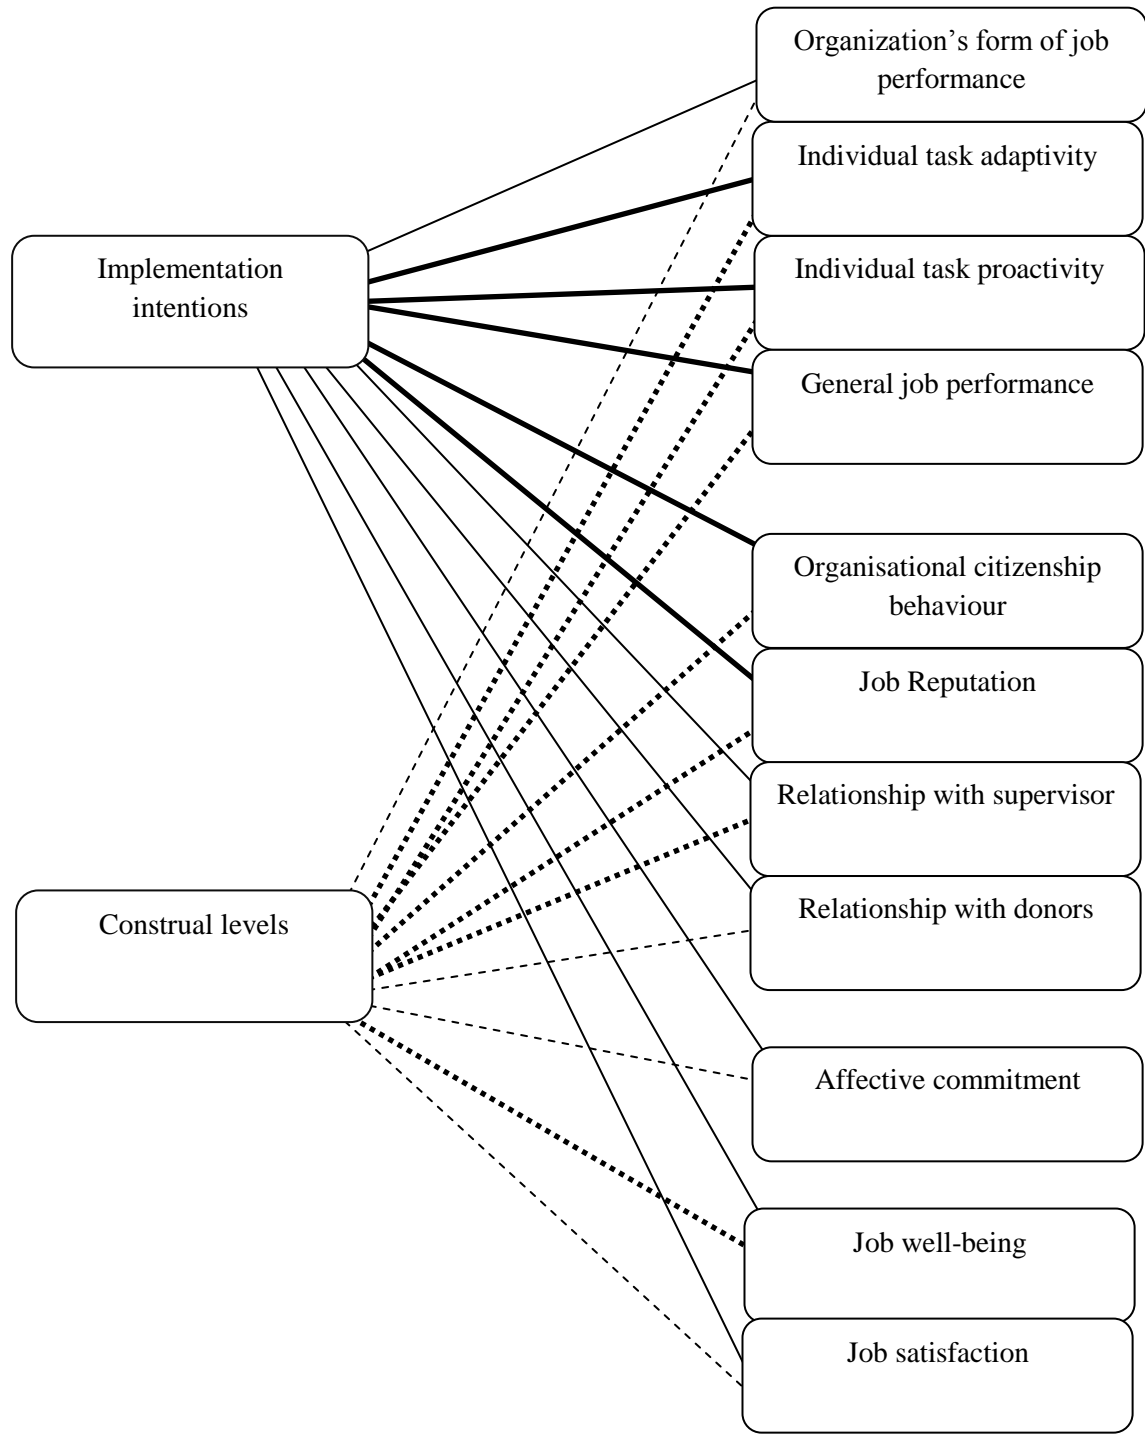 Organization’s form of job
performance
Individual task adaptivity
Implementation
intentions
Individual task proactivity
General job performance
Organisational citizenship
behaviour
Job Reputation
Relationship with supervisor
Construal levels
Relationship with donors
Affective commitment
Job well-being
Job satisfaction